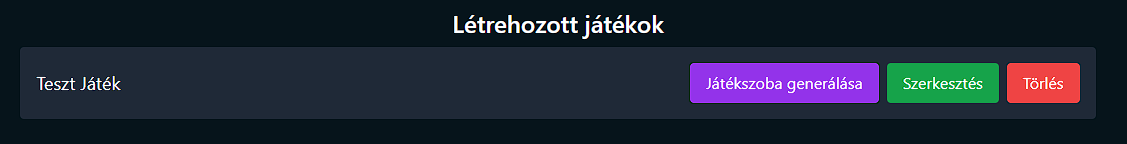 Létrehozott játékok
Teszt Játék
Játékszoba generálása
Szerkesztés
Törlés